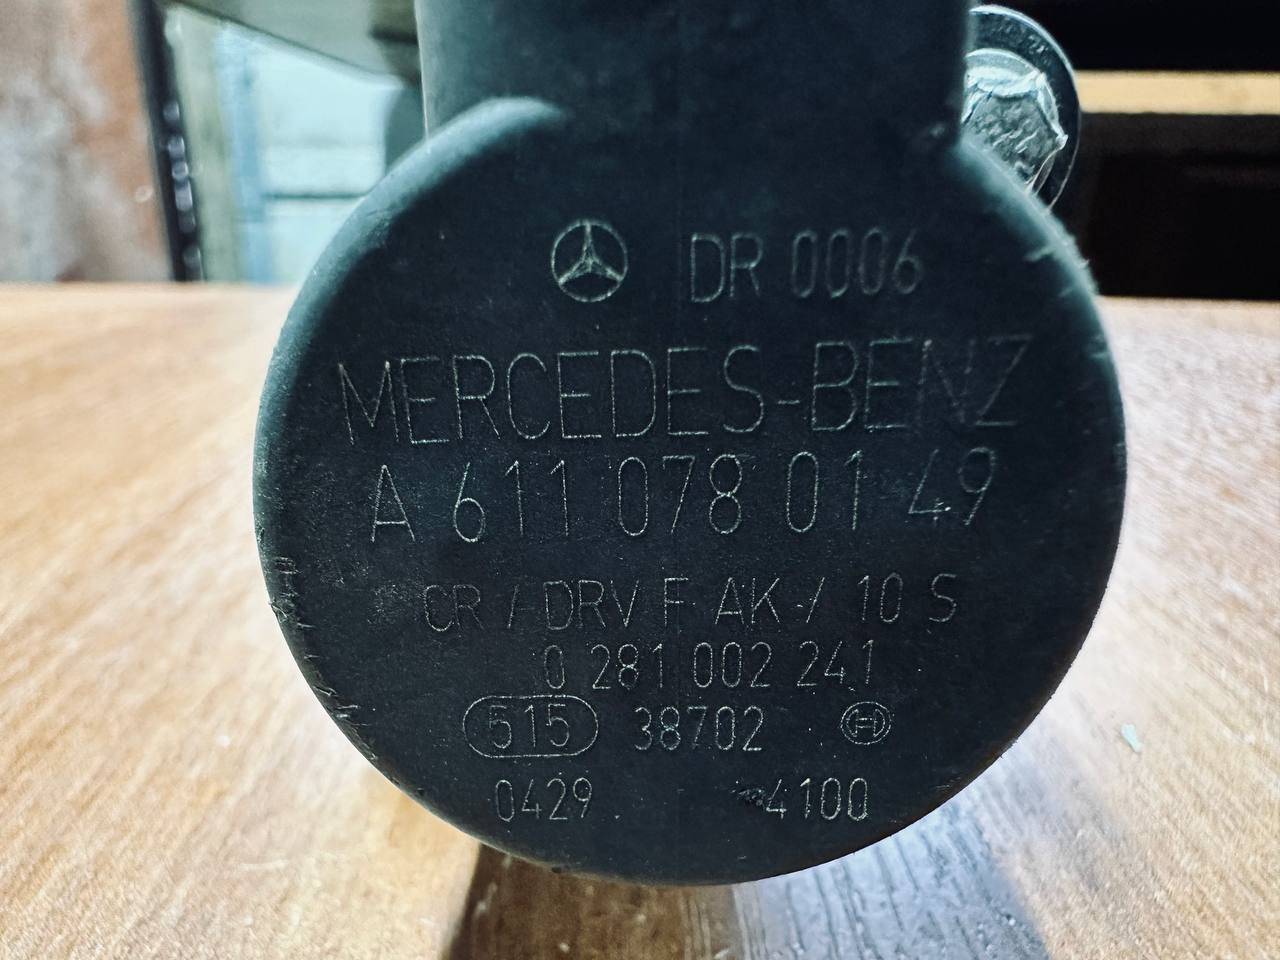 DR 0006
MERCEDES-BENZ
A 611 078 01 49
CR / DRV F AK / 10 S
0 281 002 241
515 38702
0429 4100